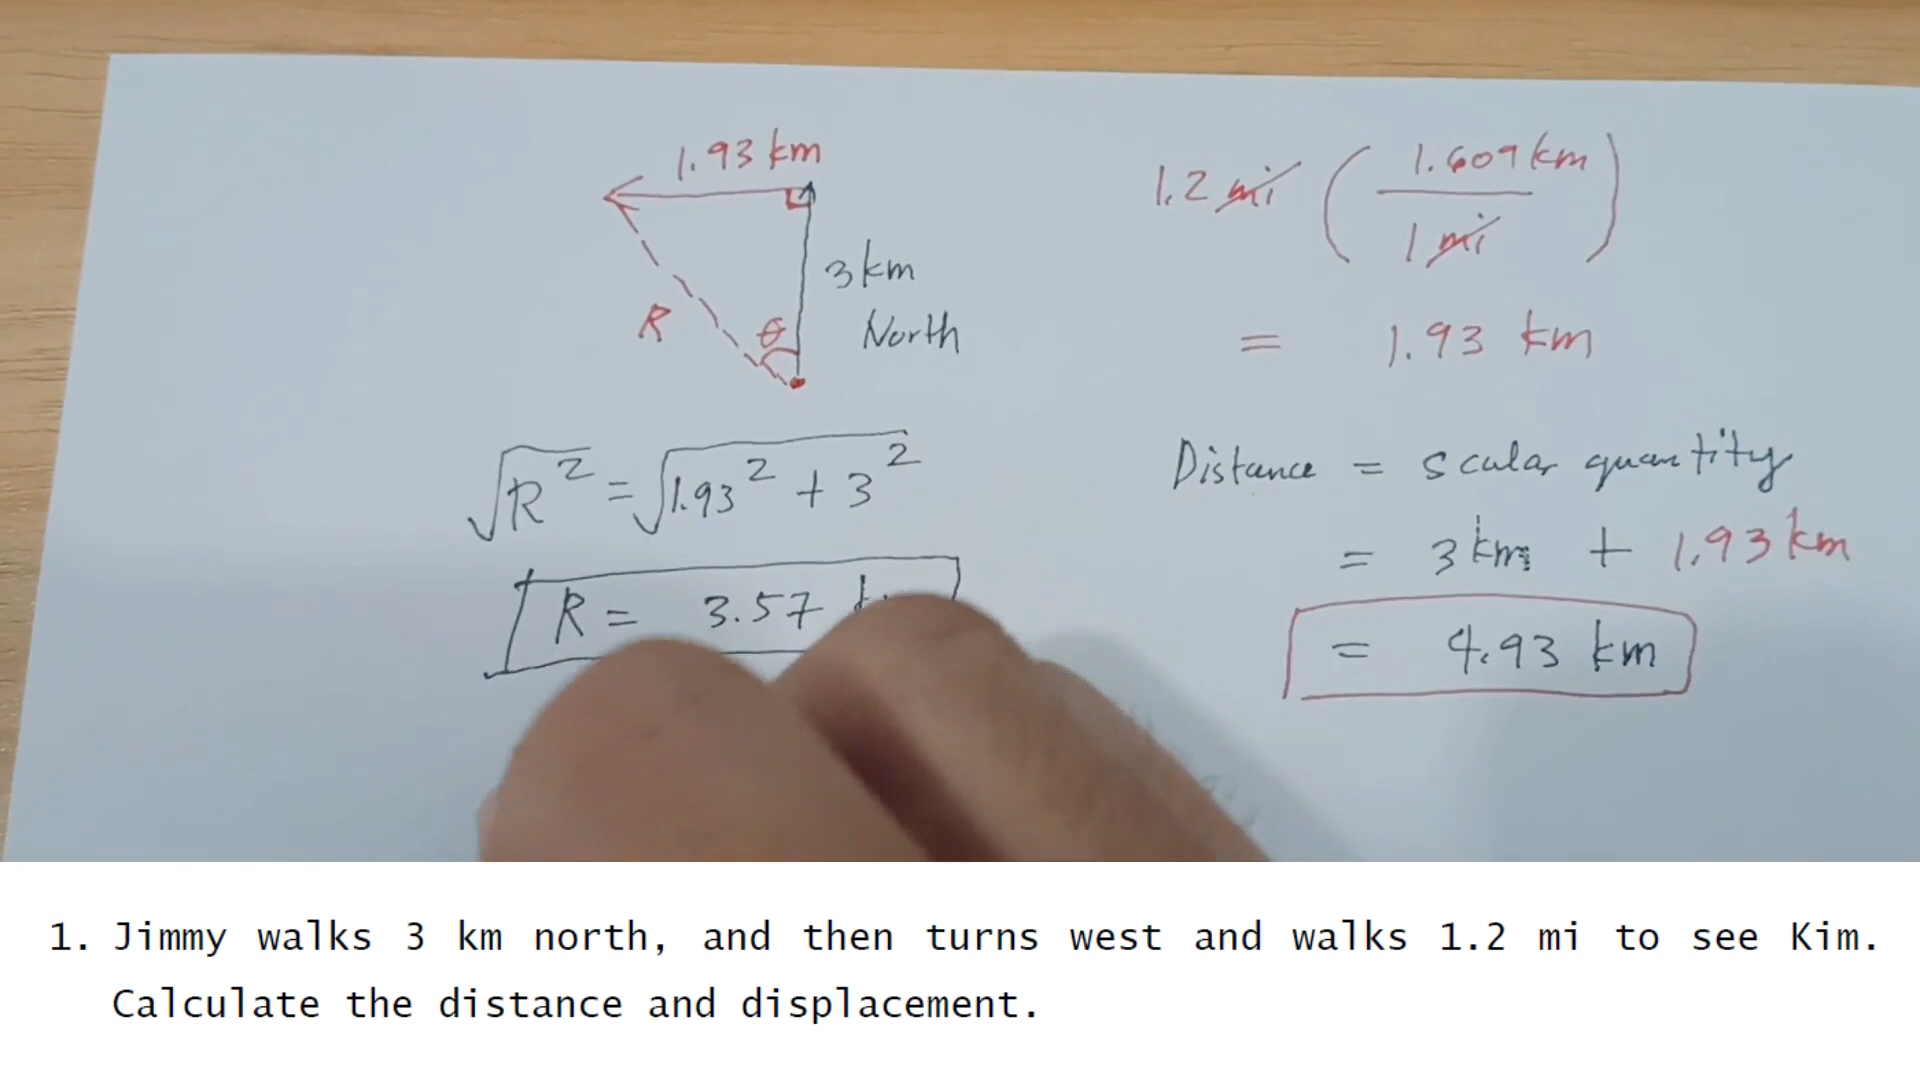 1.93 km
3 km
North
R
θ
√R² = √1.93² + 3²
R = 3.57
1.2 mi ( 1.609 km
1 mi )
= 1.93 km
Distance = scalar quantity
= 3 km + 1.93 km
= 4.93 km
1. Jimmy walks 3 km north, and then turns west and walks 1.2 mi to see Kim.
Calculate the distance and displacement.